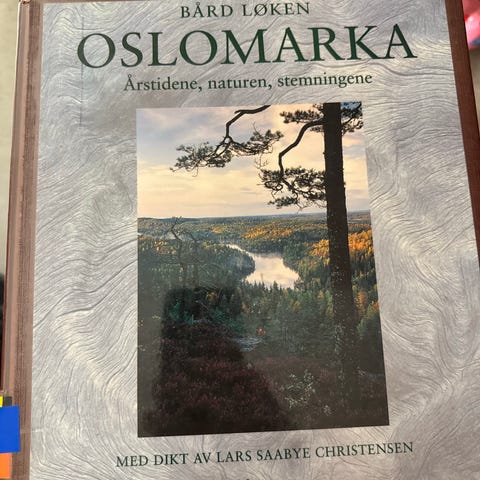 BÅRD LØKEN
OSLOMARKA
Årstidene, naturen, stemningene
MED DIKT AV LARS SAABYE CHRISTENSEN